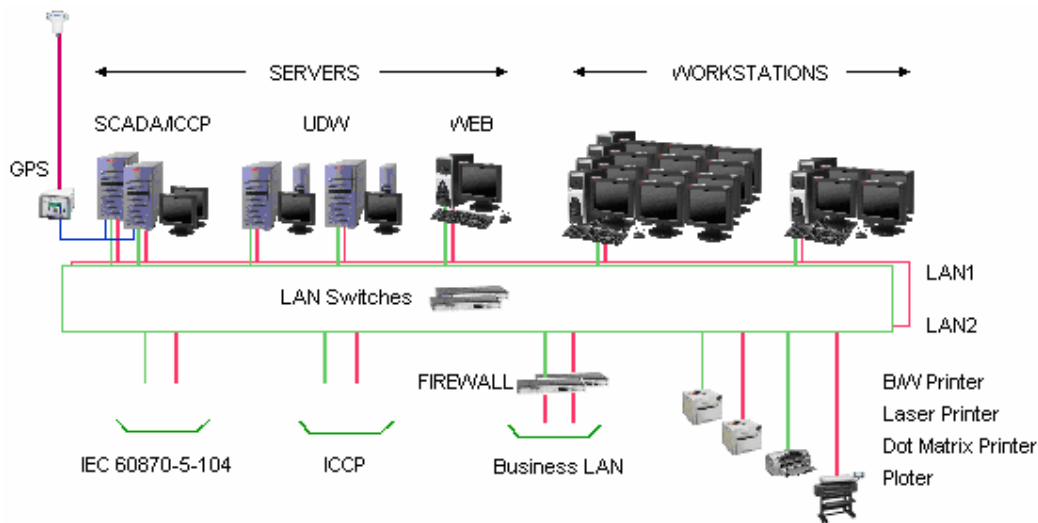 SERVERS
WORKSTATIONS
SCADA/ICCP
UDW
WEB
GPS
LAN1
LAN Switches
LAN2
FIREWALL
B/W Printer
Laser Printer
Dot Matrix Printer
Ploter
IEC 60870-5-104
ICCP
Business LAN